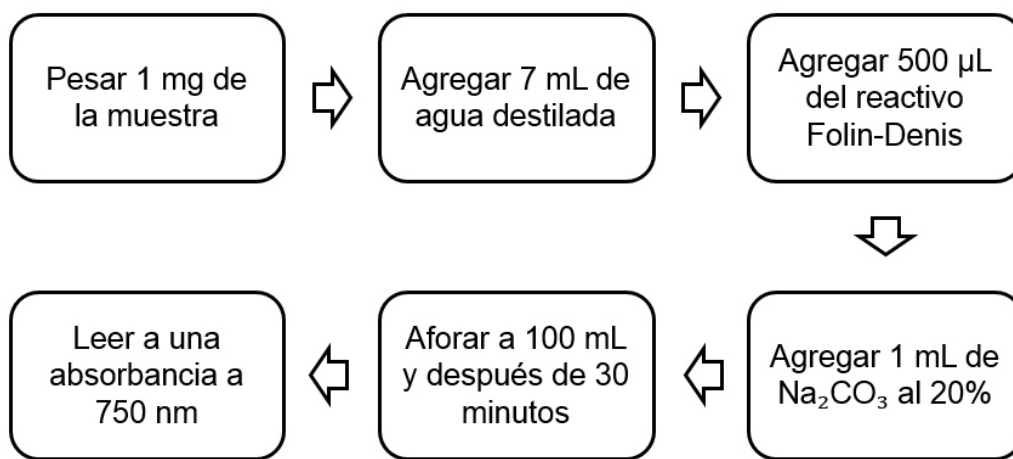 Pesar 1 mg de
la muestra
Agregar 7 mL de
agua destilada
Agregar 500 µL
del reactivo
Folin-Denis
Agregar 1 mL de
Na₂CO₃ al 20%
Aforar a 100 mL
y después de 30
minutos
Leer a una
absorbancia a
750 nm